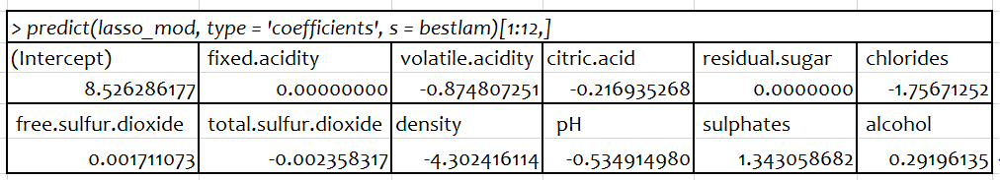 > predict(lasso_mod, type = 'coefficients', s = bestlam)[1:12,]
(Intercept) fixed.acidity volatile.acidity citric.acid residual.sugar chlorides
8.526286177 0.00000000 -0.874807251 -0.216935268 0.0000000 -1.75671252
free.sulfur.dioxide total.sulfur.dioxide density pH sulphates alcohol
0.001711073 -0.002358317 -4.302416114 -0.534914980 1.343058682 0.29196135